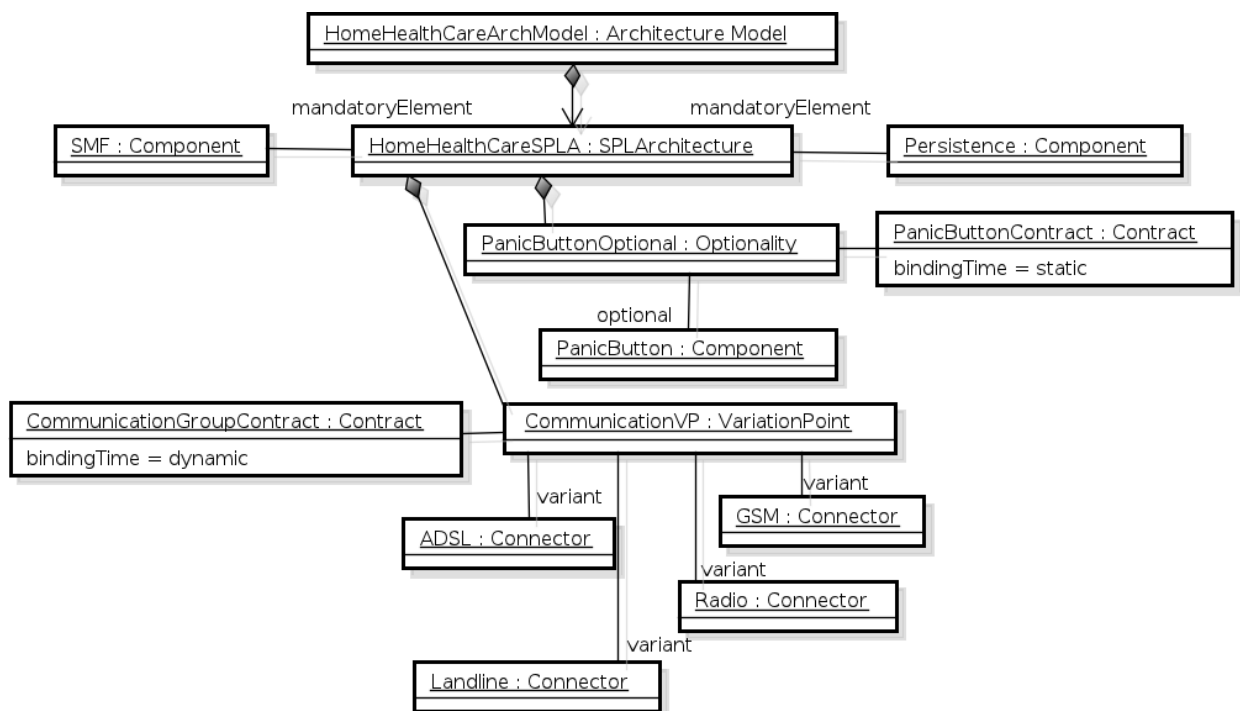 HomeHealthCareArchModel : Architecture Model
mandatoryElement
mandatoryElement
SMF : Component
HomeHealthCareSPLA : SPLArchitecture
Persistence : Component
PanicButtonOptional : Optionality
PanicButtonContract : Contract
bindingTime = static
optional
PanicButton : Component
CommunicationGroupContract : Contract
bindingTime = dynamic
CommunicationVP : VariationPoint
variant
variant
GSM : Connector
ADSL : Connector
variant
Radio : Connector
variant
Landline : Connector